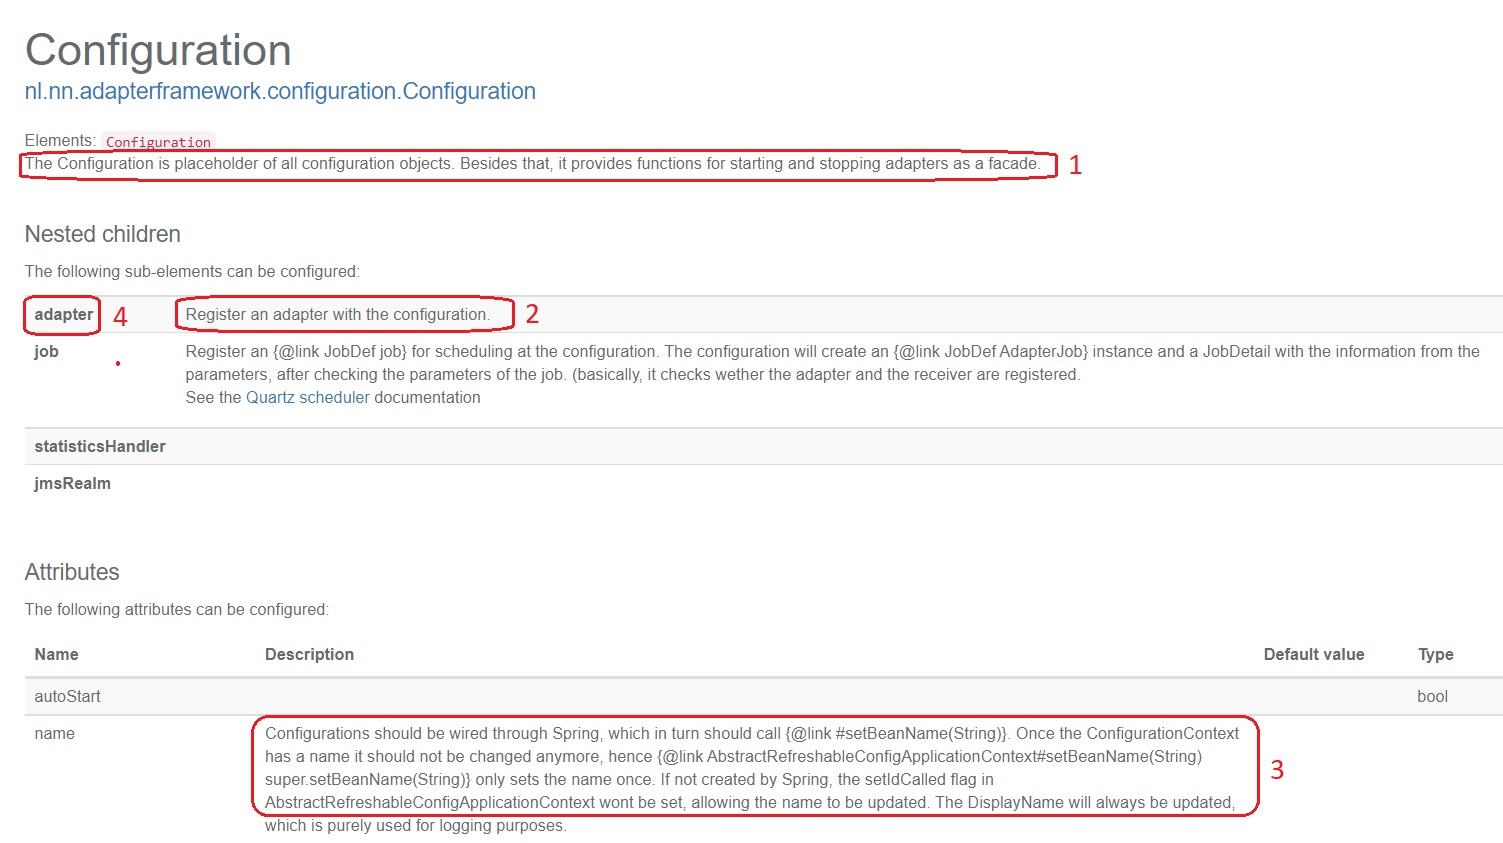 Configuration
nl.nn.adapterframework.configuration.Configuration
Elements: Configuration
The Configuration is placeholder of all configuration objects. Besides that, it provides functions for starting and stopping adapters as a facade. 1
Nested children
The following sub-elements can be configured:
adapter 4 Register an adapter with the configuration. 2
job Register an {@link JobDef job} for scheduling at the configuration. The configuration will create an {@link JobDef AdapterJob} instance and a JobDetail with the information from the
parameters, after checking the parameters of the job. (basically, it checks wether the adapter and the receiver are registered.
See the Quartz scheduler documentation
statisticsHandler
jmsRealm
Attributes
The following attributes can be configured:
Name Description Default value Type
autoStart bool
name Configurations should be wired through Spring, which in turn should call {@link #setBeanName(String)}. Once the ConfigurationContext
has a name it should not be changed anymore, hence {@link AbstractRefreshableConfigApplicationContext#setBeanName(String)
super.setBeanName(String)} only sets the name once. If not created by Spring, the setIdCalled flag in 3
AbstractRefreshableConfigApplicationContext wont be set, allowing the name to be updated. The DisplayName will always be updated,
which is purely used for logging purposes.